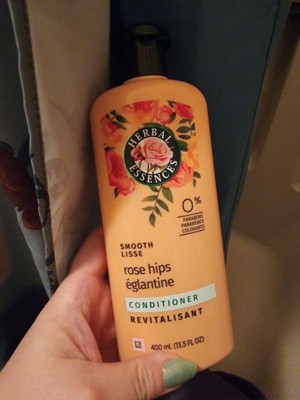 HERBAL
ESSENCES
0%
PARABENS
PARABÈNES
COLORANTS
SMOOTH
LISSE
rose hips
églantine
CONDITIONER
REVITALISANT
400 mL (13.5 FL OZ)